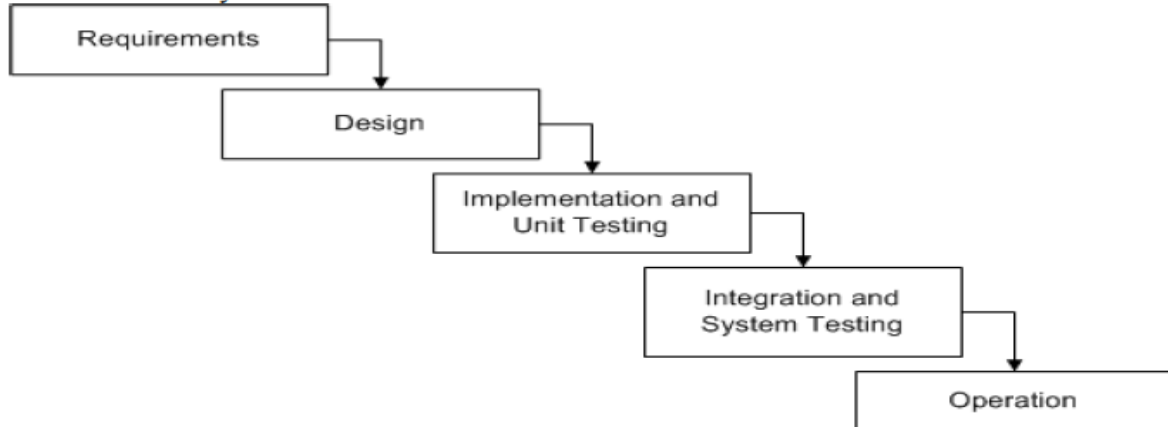 Requirements
Design
Implementation and
Unit Testing
Integration and
System Testing
Operation